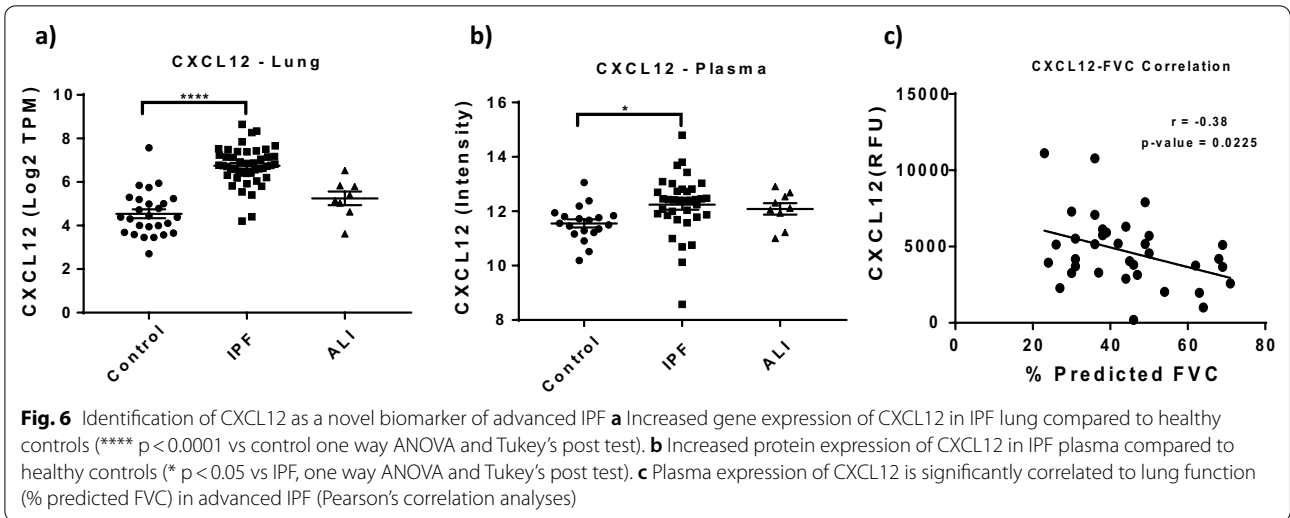 a)
CXCL12 - Lung
CXCL12 (Log2 TPM)
10
8
6
4
2
0
****
Control
IPF
ALI
b)
CXCL12 - Plasma
CXCL12 (Intensity)
16
14
12
10
8
*
Control
IPF
ALI
c)
CXCL12-FVC Correlation
CXCL12(RFU)
15000
10000
5000
0
r = -0.38
p-value = 0.0225
0
20
40
60
80
% Predicted FVC
Fig. 6 Identification of CXCL12 as a novel biomarker of advanced IPF a Increased gene expression of CXCL12 in IPF lung compared to healthy
controls (**** p < 0.0001 vs control one way ANOVA and Tukey's post test). b Increased protein expression of CXCL12 in IPF plasma compared to
healthy controls (* p < 0.05 vs IPF, one way ANOVA and Tukey's post test). c Plasma expression of CXCL12 is significantly correlated to lung function
(% predicted FVC) in advanced IPF (Pearson's correlation analyses)